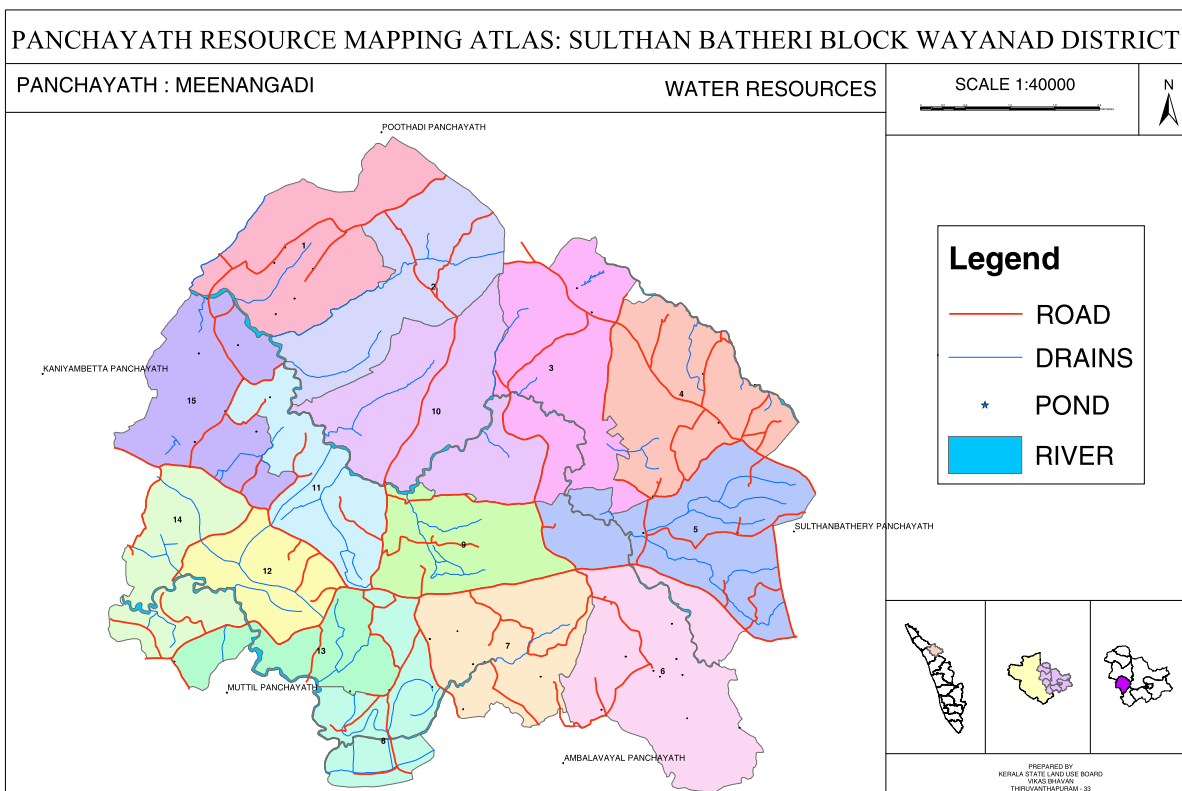 PANCHAYATH RESOURCE MAPPING ATLAS: SULTHAN BATHERI BLOCK WAYANAD DISTRICT
PANCHAYATH : MEENANGADI
WATER RESOURCES
SCALE 1:40000
N
POOTHADI PANCHAYATH
1
2
KANIYAMBETTA PANCHAYATH
3
4
15
10
11
14
SULTHANBATHERY PANCHAYATH
5
9
12
7
13
6
MUTTIL PANCHAYATH
8
AMBALAVAYAL PANCHAYATH
Legend
ROAD
DRAINS
POND
RIVER
PREPARED BY
KERALA STATE LAND USE BOARD
VIKAS BHAVAN
THIRUVANTHAPURAM - 33